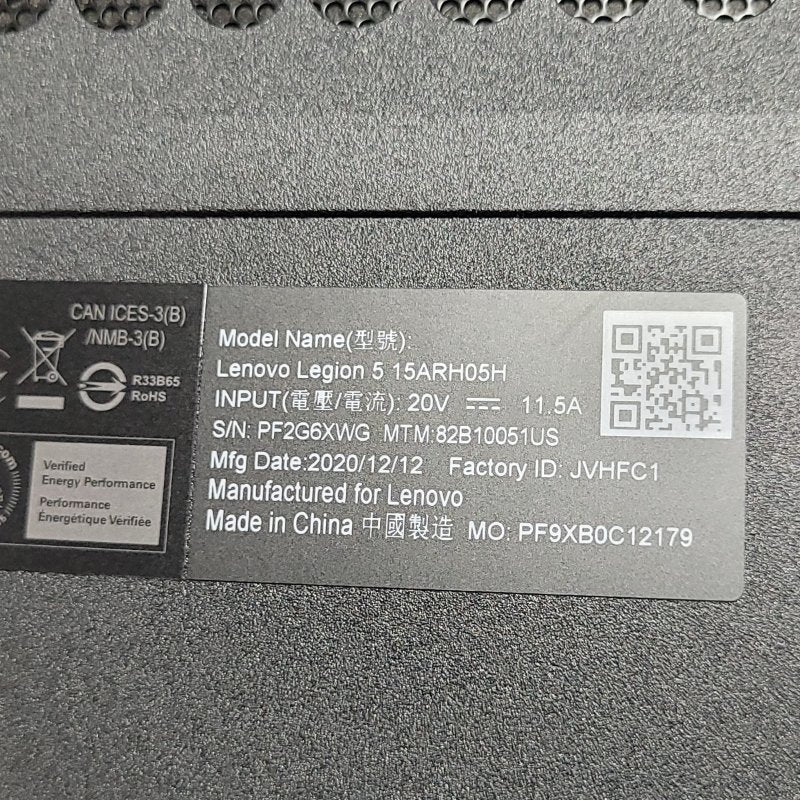 CAN ICES-3(B)
/NMB-3(B)
R33B65
RoHS
Verified
Energy Performance
Performance
Énergétique Vérifiée
Model Name(型號):
Lenovo Legion 5 15ARH05H
INPUT(電壓/電流): 20V ⎓ 11.5A
S/N: PF2G6XWG MTM:82B10051US
Mfg Date:2020/12/12 Factory ID: JVHFC1
Manufactured for Lenovo
Made in China 中國製造 MO: PF9XB0C12179